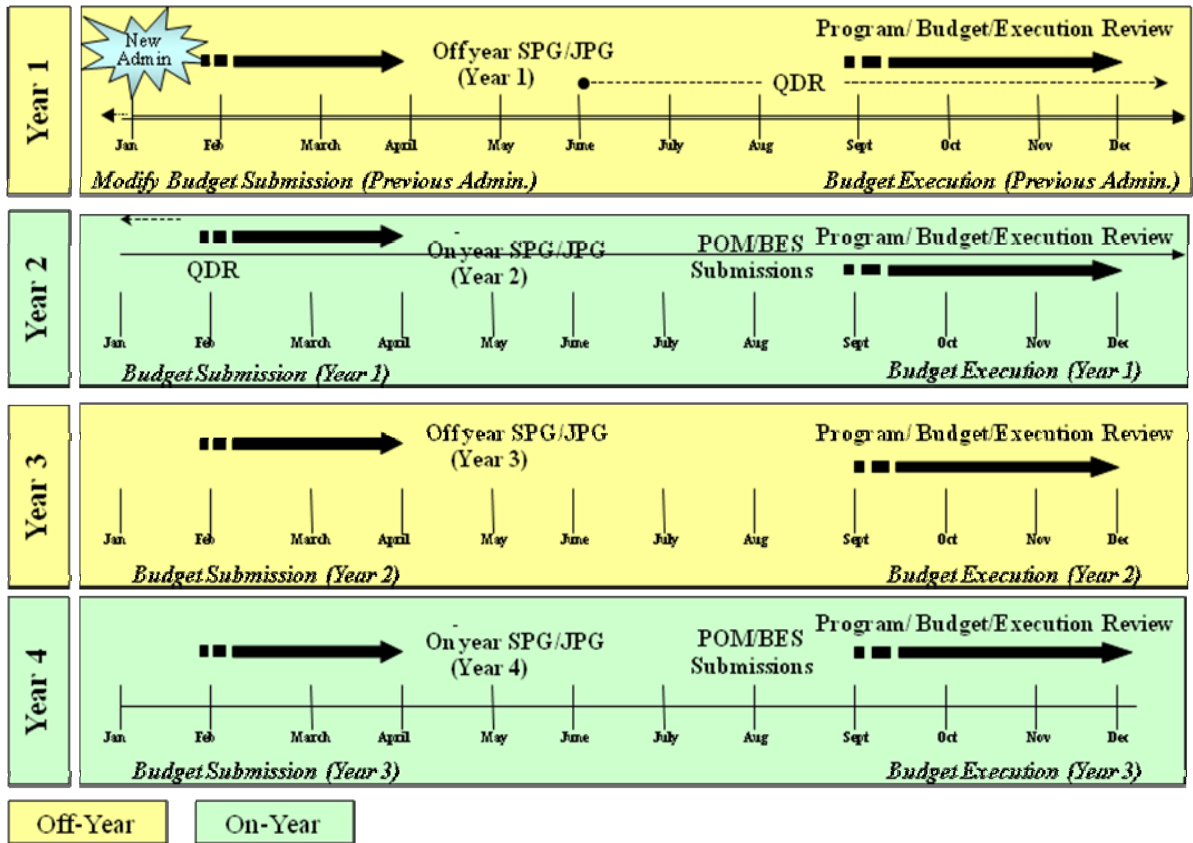 Year 1
New
Admin
Off year SPG/JPG
(Year 1)
Program/ Budget/Execution Review
QDR
Jan Feb March April May June July Aug Sept Oct Nov Dec
Modify Budget Submission (Previous Admin.)
Budget Execution (Previous Admin.)
Year 2
QDR
On year SPG/JPG
(Year 2)
POM/BES
Submissions
Program/ Budget/Execution Review
Jan Feb March April May June July Aug Sept Oct Nov Dec
Budget Submission (Year 1)
Budget Execution (Year 1)
Year 3
Off year SPG/JPG
(Year 3)
Program/ Budget/Execution Review
Jan Feb March April May June July Aug Sept Oct Nov Dec
Budget Submission (Year 2)
Budget Execution (Year 2)
Year 4
On year SPG/JPG
(Year 4)
POM/BES
Submissions
Program/ Budget/Execution Review
Jan Feb March April May June July Aug Sept Oct Nov Dec
Budget Submission (Year 3)
Budget Execution (Year 3)
Off-Year
On-Year